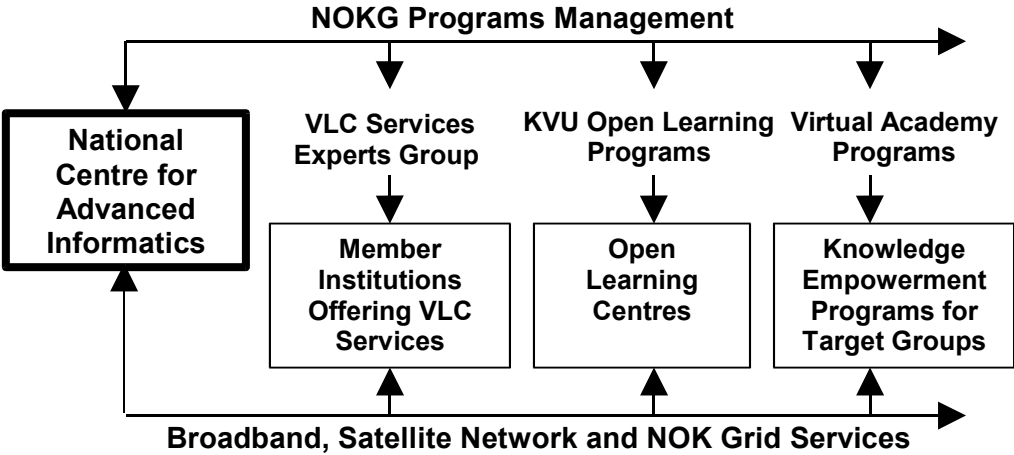 NOKG Programs Management
National
Centre for
Advanced
Informatics
VLC Services
Experts Group
KVU Open Learning
Programs
Virtual Academy
Programs
Member
Institutions
Offering VLC
Services
Open
Learning
Centres
Knowledge
Empowerment
Programs for
Target Groups
Broadband, Satellite Network and NOK Grid Services